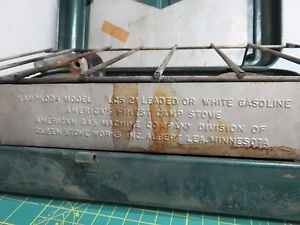 KAMPKOOK MODEL LEADED OR WHITE GASOLINE
AMERICA'S FINEST CAMP STOVE
AMERICAN GAS MACHINE COMPANY DIVISION OF
QUEEN STOVE WORKS INC. ALBERT LEA, MINNESOTA